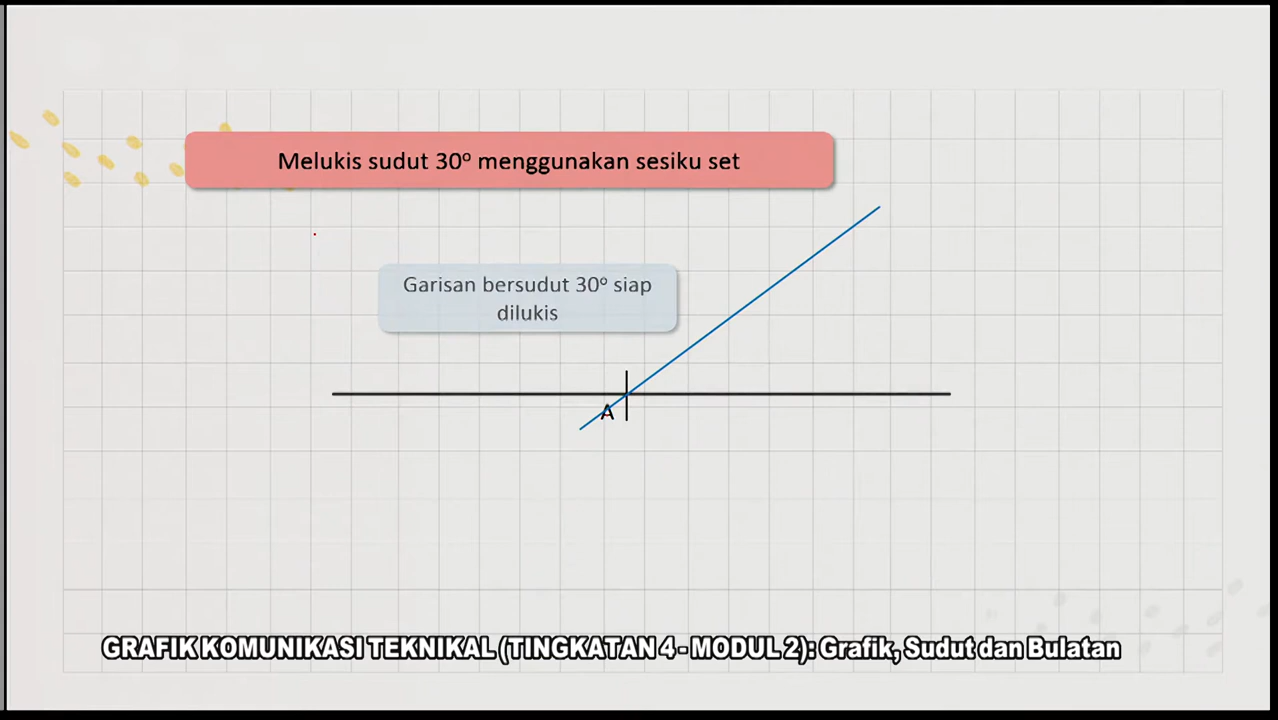 Melukis sudut 30º menggunakan sesiku set
Garisan bersudut 30º siap
dilukis
A
GRAFIK KOMUNIKASI TEKNIKAL (TINGKATAN 4 - MODUL 2): Grafik, Sudut dan Bulatan